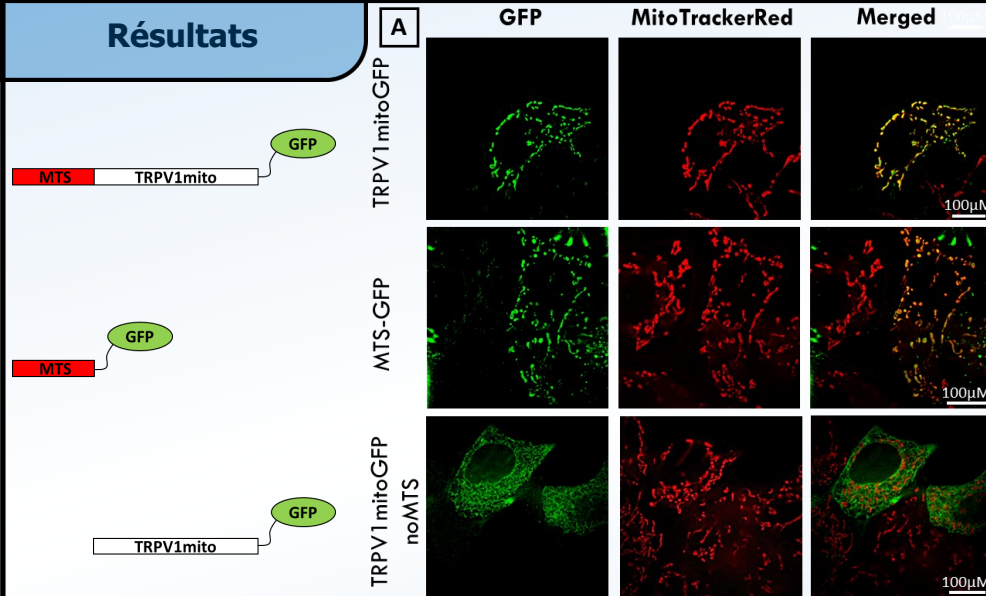 Résultats
A
GFP
MitoTrackerRed
Merged
TRPV1mitoGFP
MTS
TRPV1mito
GFP
100µM
MTS-GFP
MTS
GFP
100µM
TRPV1mitoGFP
noMTS
TRPV1mito
GFP
100µM